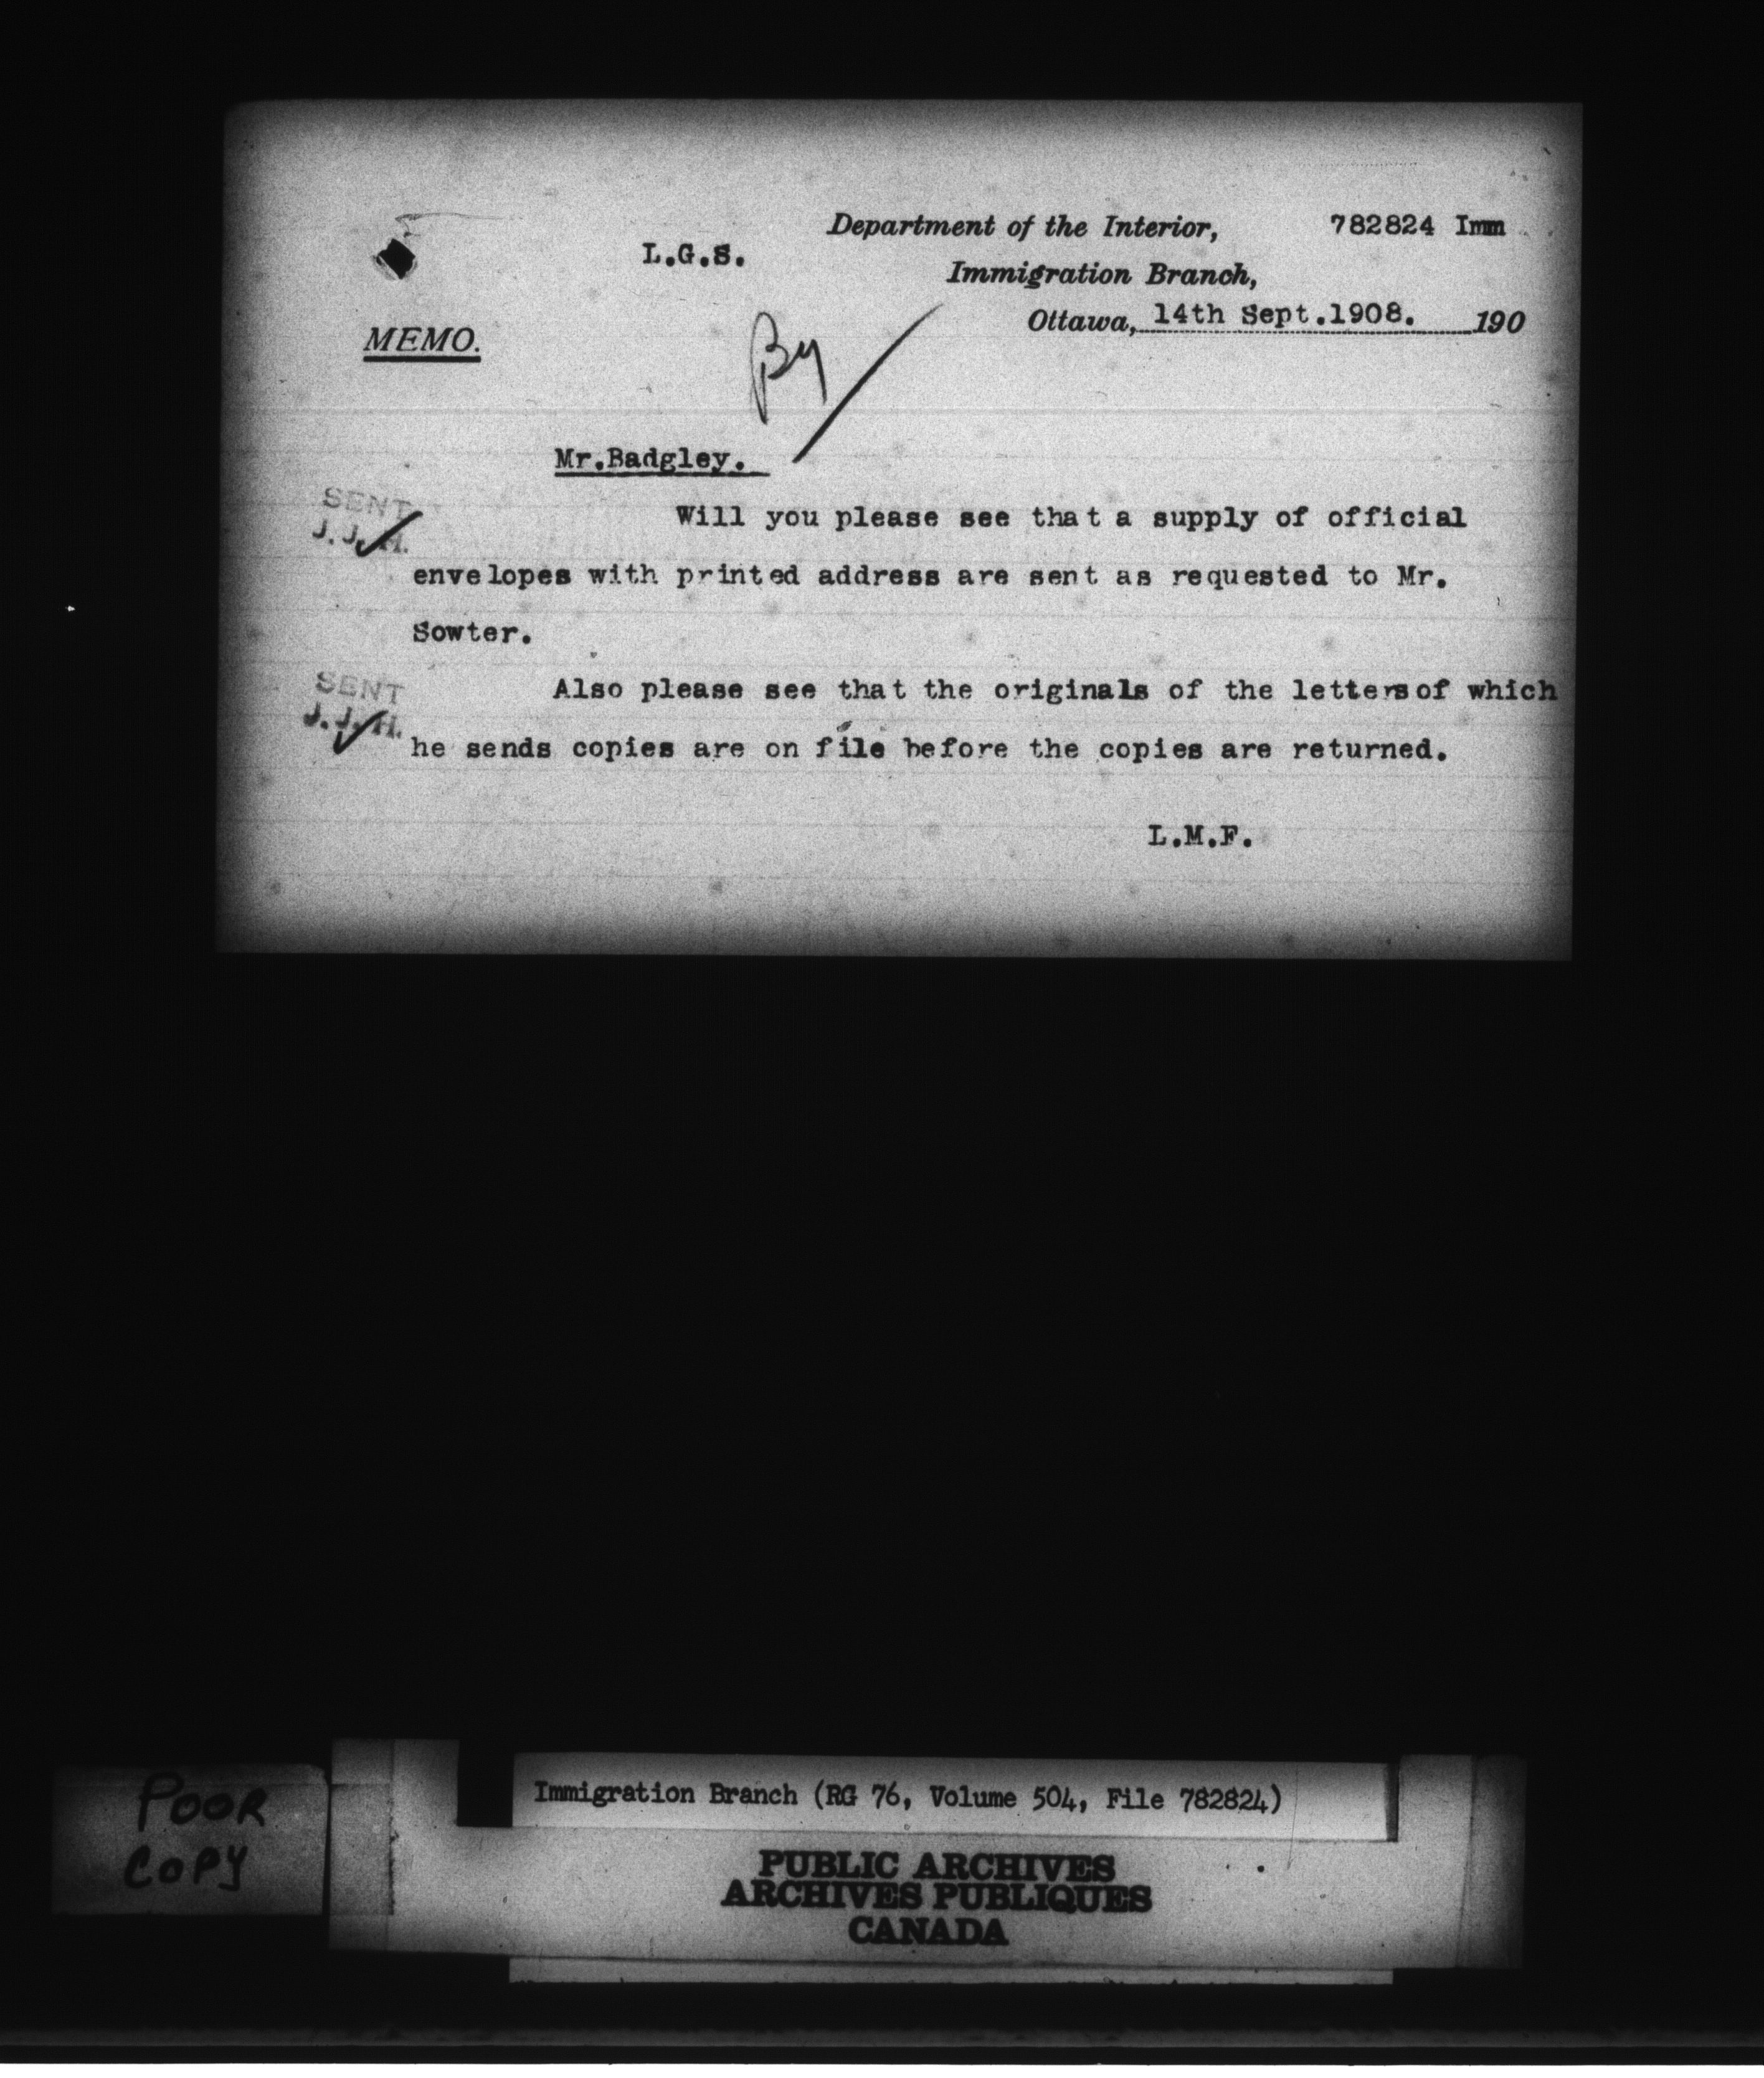 Department of the Interior, 782824 Imm
L.G.S.
Immigration Branch,
Ottawa, 14th Sept.1908. 190
MEMO.
By
Mr.Badgley.
SENT
J.J.H.
Will you please see that a supply of official
envelopes with printed address are sent as requested to Mr.
Sowter.
SENT
J.J.H.
Also please see that the originals of the letters of which
he sends copies are on file before the copies are returned.
L.M.F.
POOR
COPY
Immigration Branch (RG 76, Volume 504, File 782824)
PUBLIC ARCHIVES
ARCHIVES PUBLIQUES
CANADA